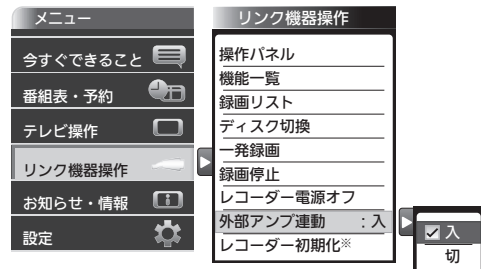 メニュー
今すぐできること
番組表・予約
テレビ操作
リンク機器操作
お知らせ・情報
設定
リンク機器操作
操作パネル
機能一覧
録画リスト
ディスク切換
一発録画
録画停止
レコーダー電源オフ
外部アンプ連動 ：入
レコーダー初期化※
入
切